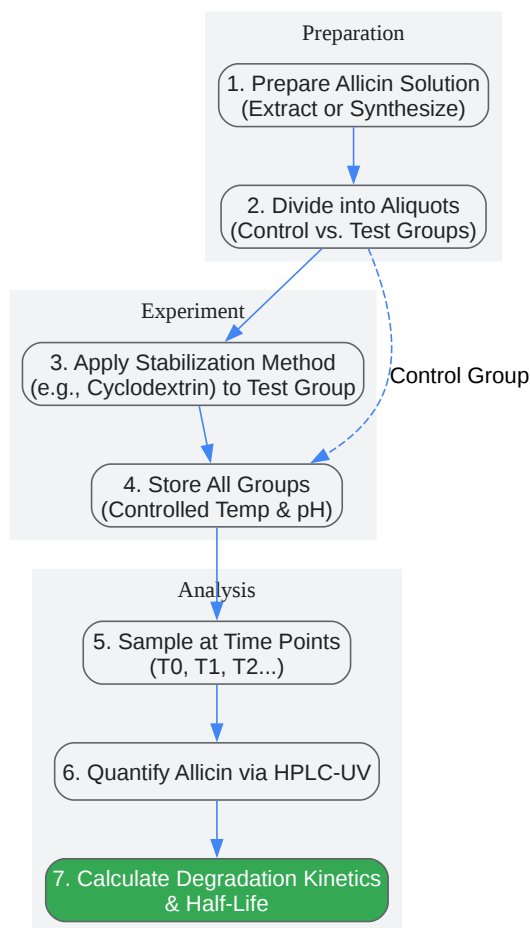 Preparation
1. Prepare Allicin Solution
(Extract or Synthesize)
2. Divide into Aliquots
(Control vs. Test Groups)
Experiment
3. Apply Stabilization Method
(e.g., Cyclodextrin) to Test Group
Control Group
4. Store All Groups
(Controlled Temp & pH)
Analysis
5. Sample at Time Points
(T0, T1, T2...)
6. Quantify Allicin via HPLC-UV
7. Calculate Degradation Kinetics
& Half-Life